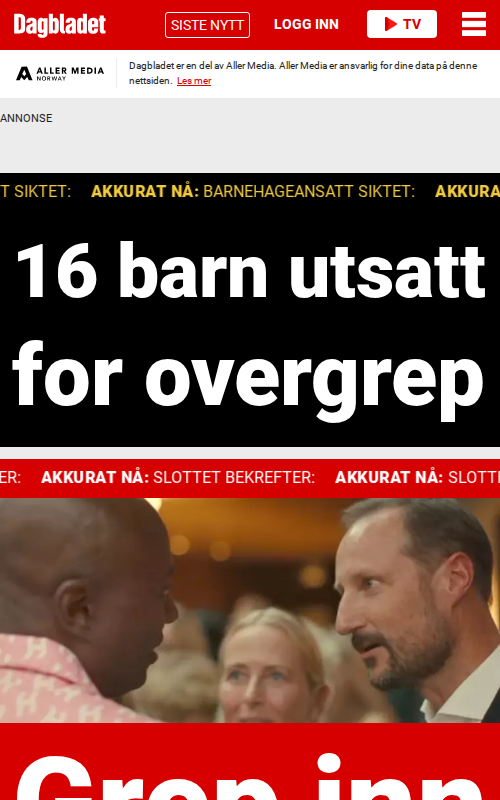 Dagbladet
SISTE NYTT
LOGG INN
TV
ALLER MEDIA
NORWAY
Dagbladet er en del av Aller Media. Aller Media er ansvarlig for dine data på denne
nettsiden. Les mer
ANNONSE
T SIKTET: AKKURAT NÅ: BARNEHAGEANSATT SIKTET: AKKURA
16 barn utsatt
for overgrep
ER: AKKURAT NÅ: SLOTTET BEKREFTER: AKKURAT NÅ: SLOTT
Grep inn